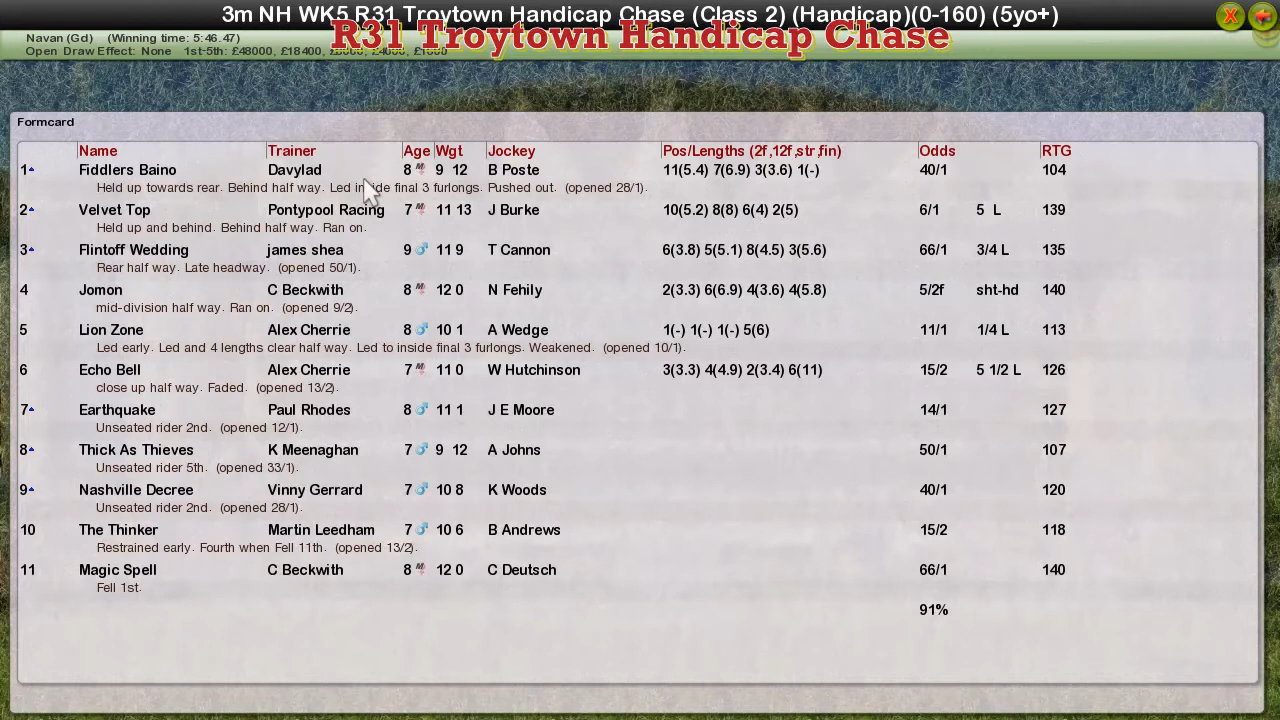 3m NH WK5 R31 Troytown Handicap Chase (Class 2) (Handicap)(0-160) (5yo+)
R31 Troytown Handicap Chase
Navan (Gd) (Winning time: 5:46.47)
Open Draw Effect: None 1st-5th: £48000, £18400, £8000, £4000, £1600
Formcard
Name Trainer Age Wgt Jockey Pos/Lengths (2f,12f,str,fin) Odds RTG
1 Fiddlers Baino Davylad 8 9 12 B Poste 11(5.4) 7(6.9) 3(3.6) 1(-) 40/1 104
Held up towards rear. Behind half way. Led inside final 3 furlongs. Pushed out. (opened 28/1).
2 Velvet Top Pontypool Racing 7 11 13 J Burke 10(5.2) 8(8) 6(4) 2(5) 6/1 5 L 139
Held up and behind. Behind half way. Ran on.
3 Flintoff Wedding james shea 9 11 9 T Cannon 6(3.8) 5(5.1) 8(4.5) 3(5.6) 66/1 3/4 L 135
Rear half way. Late headway. (opened 50/1).
4 Jomon C Beckwith 8 12 0 N Fehily 2(3.3) 6(6.9) 4(3.6) 4(5.8) 5/2f sht-hd 140
mid-division half way. Ran on. (opened 9/2).
5 Lion Zone Alex Cherrie 8 10 1 A Wedge 1(-) 1(-) 1(-) 5(6) 11/1 1/4 L 113
Led early. Led and 4 lengths clear half way. Led to inside final 3 furlongs. Weakened. (opened 10/1).
6 Echo Bell Alex Cherrie 7 11 0 W Hutchinson 3(3.3) 4(4.9) 2(3.4) 6(11) 15/2 5 1/2 L 126
close up half way. Faded. (opened 13/2).
7 Earthquake Paul Rhodes 8 11 1 J E Moore 14/1 127
Unseated rider 2nd. (opened 12/1).
8 Thick As Thieves K Meenaghan 7 9 12 A Johns 50/1 107
Unseated rider 5th. (opened 33/1).
9 Nashville Decree Vinny Gerrard 7 10 8 K Woods 40/1 120
Unseated rider 2nd. (opened 28/1).
10 The Thinker Martin Leedham 7 10 6 B Andrews 15/2 118
Restrained early. Fourth when Fell 11th. (opened 13/2).
11 Magic Spell C Beckwith 8 12 0 C Deutsch 66/1 140
Fell 1st.
91%